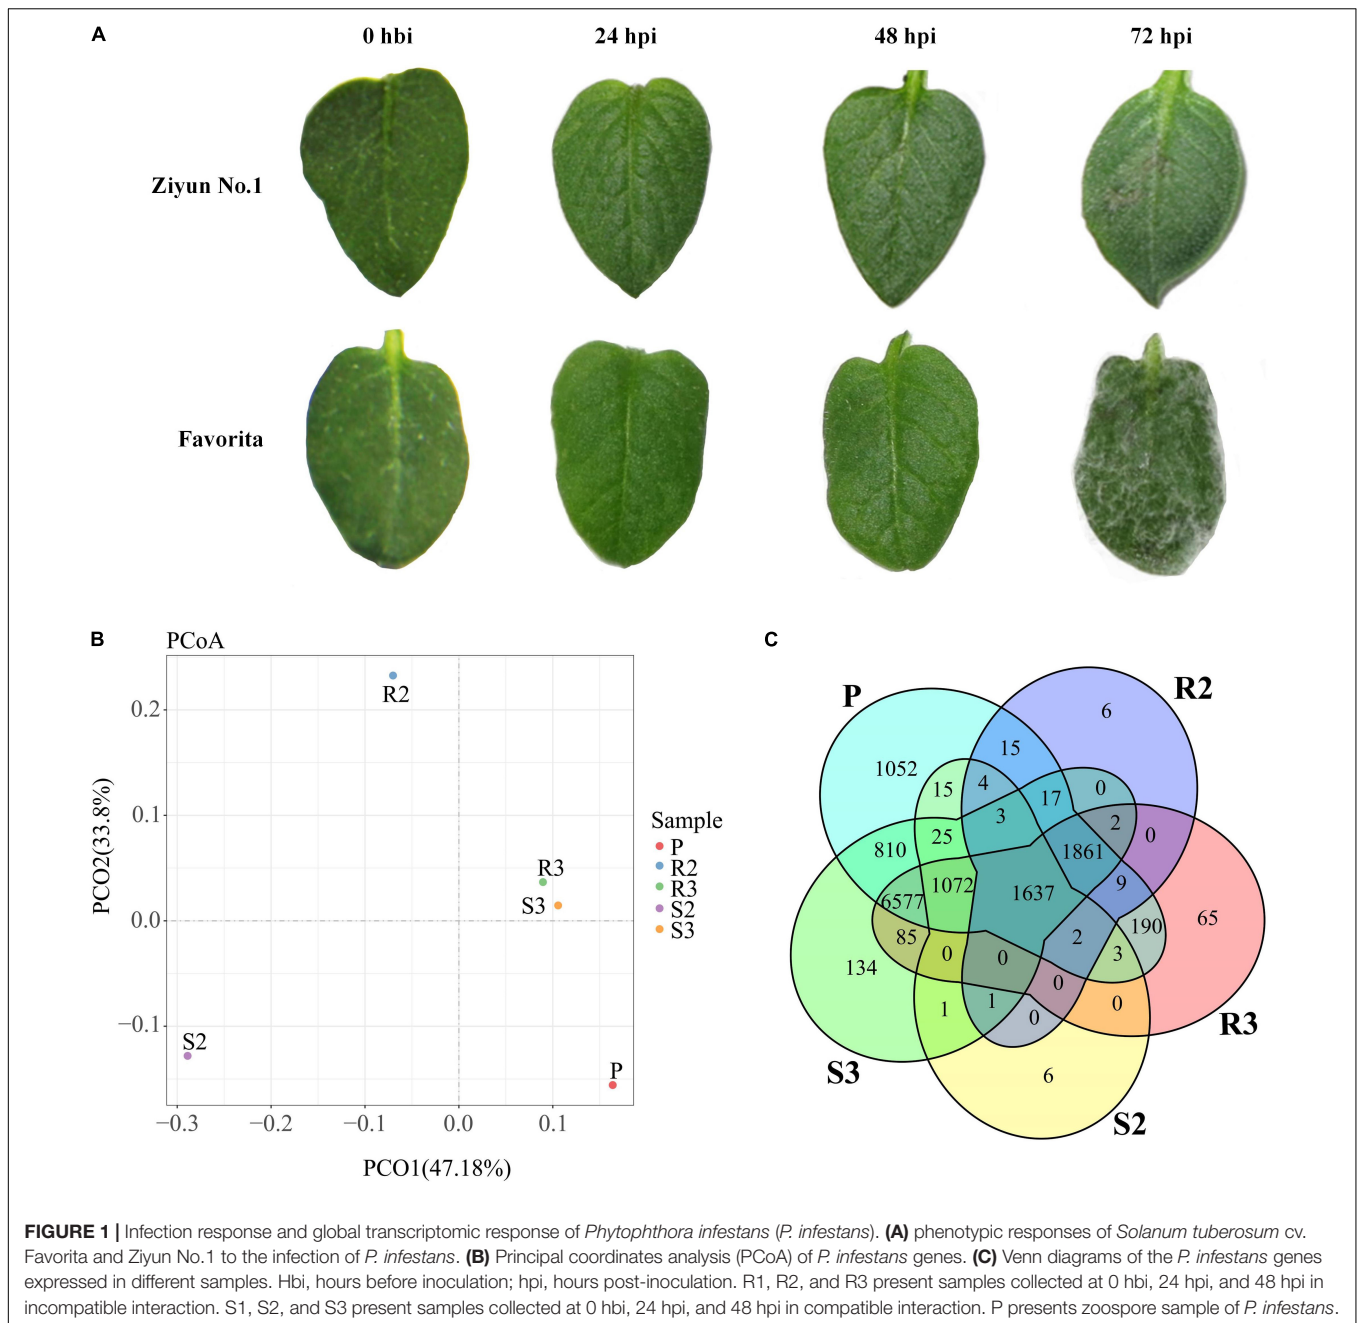 A
0 hbi 24 hpi 48 hpi 72 hpi
Ziyun No.1
Favorita
B
PCoA
R2
R3
S3
S2
P
0.2
0.1
0.0
−0.1
−0.3 −0.2 −0.1 0.0 0.1
PCO2(33.8%)
PCO1(47.18%)
Sample
P
R2
R3
S2
S3
C
P
R2
R3
S2
S3
6
15
1052
15 4 17 0
3 2 0
25
810 1861
1072 1637 9
6577 190 65
85 2
0 0 3
134 0
1 1 0 0
6
FIGURE 1 | Infection response and global transcriptomic response of Phytophthora infestans (P. infestans). (A) phenotypic responses of Solanum tuberosum cv.
Favorita and Ziyun No.1 to the infection of P. infestans. (B) Principal coordinates analysis (PCoA) of P. infestans genes. (C) Venn diagrams of the P. infestans genes
expressed in different samples. Hbi, hours before inoculation; hpi, hours post-inoculation. R1, R2, and R3 present samples collected at 0 hbi, 24 hpi, and 48 hpi in
incompatible interaction. S1, S2, and S3 present samples collected at 0 hbi, 24 hpi, and 48 hpi in compatible interaction. P presents zoospore sample of P. infestans.